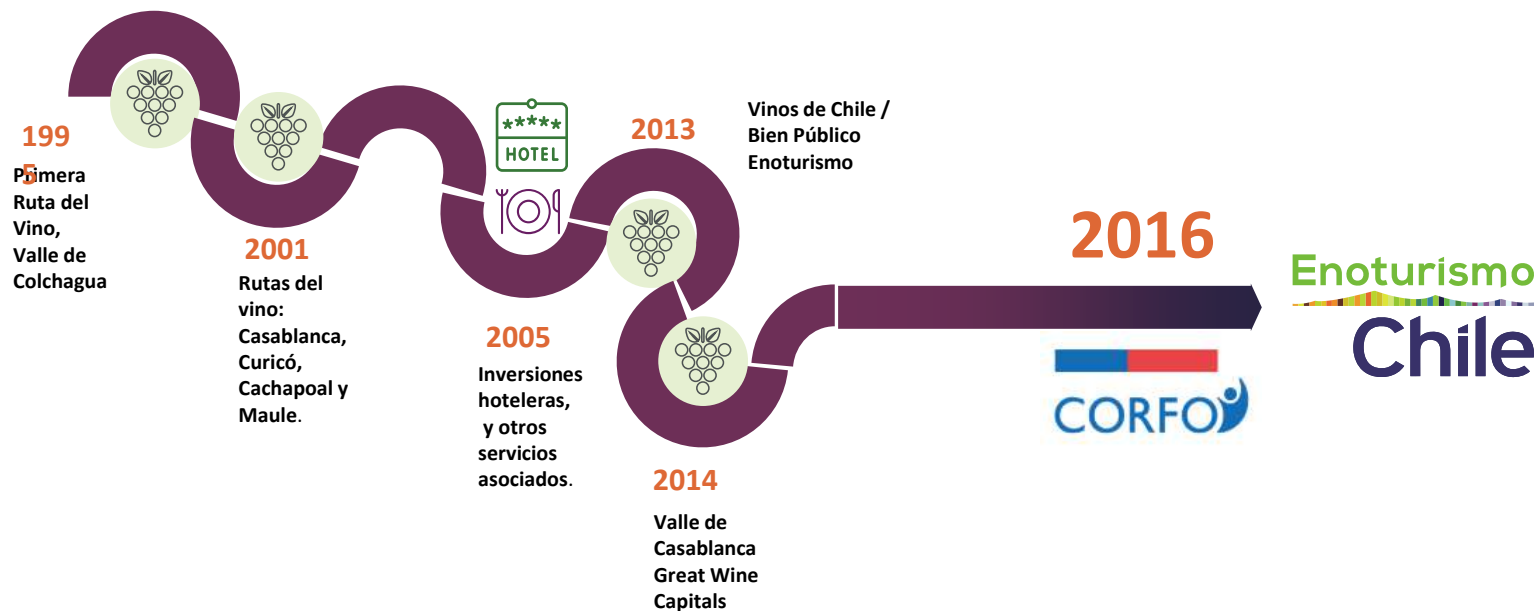 199
5
Primera
Ruta del
Vino,
Valle de
Colchagua
2001
Rutas del
vino:
Casablanca,
Curicó,
Cachapoal y
Maule.
*****
HOTEL
2005
Inversiones
hoteleras,
y otros
servicios
asociados.
2013
Vinos de Chile /
Bien Público
Enoturismo
2014
Valle de
Casablanca
Great Wine
Capitals
2016
CORFO
Enoturismo
Chile